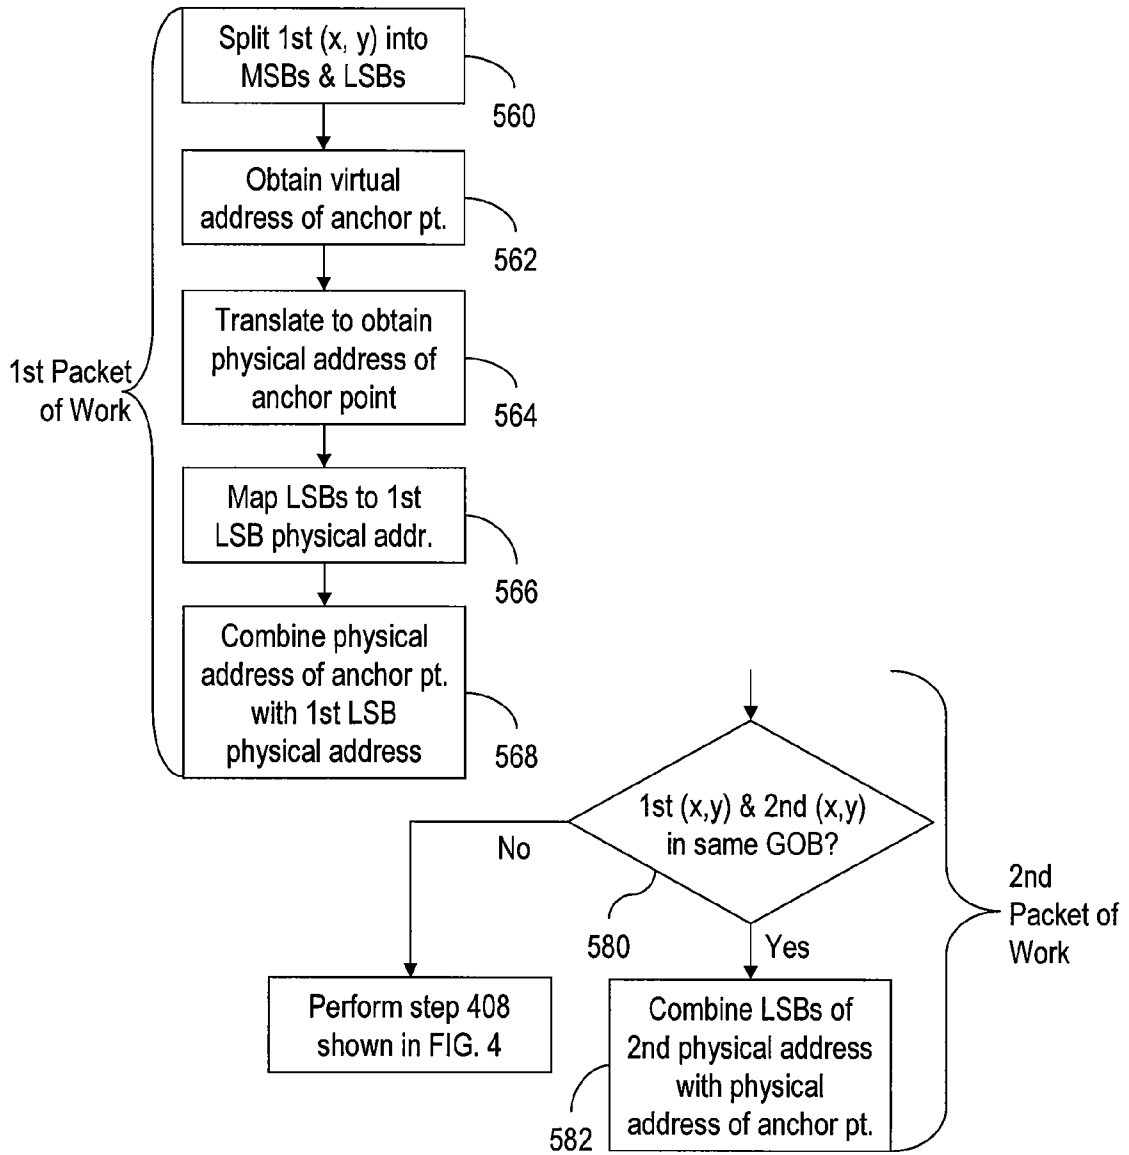 Split 1st (x, y) into
MSBs & LSBs
560
Obtain virtual
address of anchor pt.
562
Translate to obtain
physical address of
anchor point
564
1st Packet
of Work
Map LSBs to 1st
LSB physical addr.
566
Combine physical
address of anchor pt.
with 1st LSB
physical address
568
1st (x,y) & 2nd (x,y)
in same GOB?
No
580
Yes
2nd
Packet of
Work
Perform step 408
shown in FIG. 4
Combine LSBs of
2nd physical address
with physical
address of anchor pt.
582